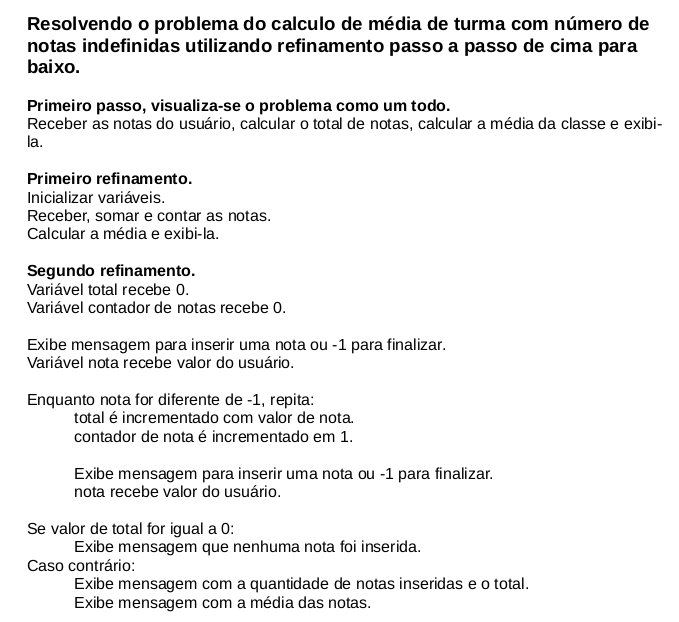 Resolvendo o problema do calculo de média de turma com número de
notas indefinidas utilizando refinamento passo a passo de cima para
baixo.
Primeiro passo, visualiza-se o problema como um todo.
Receber as notas do usuário, calcular o total de notas, calcular a média da classe e exibi-
la.
Primeiro refinamento.
Inicializar variáveis.
Receber, somar e contar as notas.
Calcular a média e exibi-la.
Segundo refinamento.
Variável total recebe 0.
Variável contador de notas recebe 0.
Exibe mensagem para inserir uma nota ou -1 para finalizar.
Variável nota recebe valor do usuário.
Enquanto nota for diferente de -1, repita:
total é incrementado com valor de nota.
contador de nota é incrementado em 1.
Exibe mensagem para inserir uma nota ou -1 para finalizar.
nota recebe valor do usuário.
Se valor de total for igual a 0:
Exibe mensagem que nenhuma nota foi inserida.
Caso contrário:
Exibe mensagem com a quantidade de notas inseridas e o total.
Exibe mensagem com a média das notas.